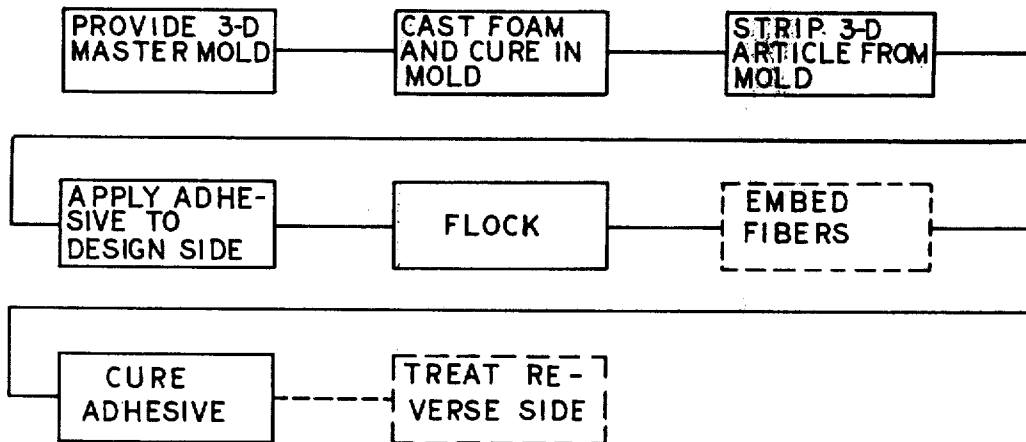 PROVIDE 3-D
MASTER MOLD
CAST FOAM
AND CURE IN
MOLD
STRIP 3-D
ARTICLE FROM
MOLD
APPLY ADHE-
SIVE TO
DESIGN SIDE
FLOCK
EMBED
FIBERS
CURE
ADHESIVE
TREAT RE-
VERSE SIDE